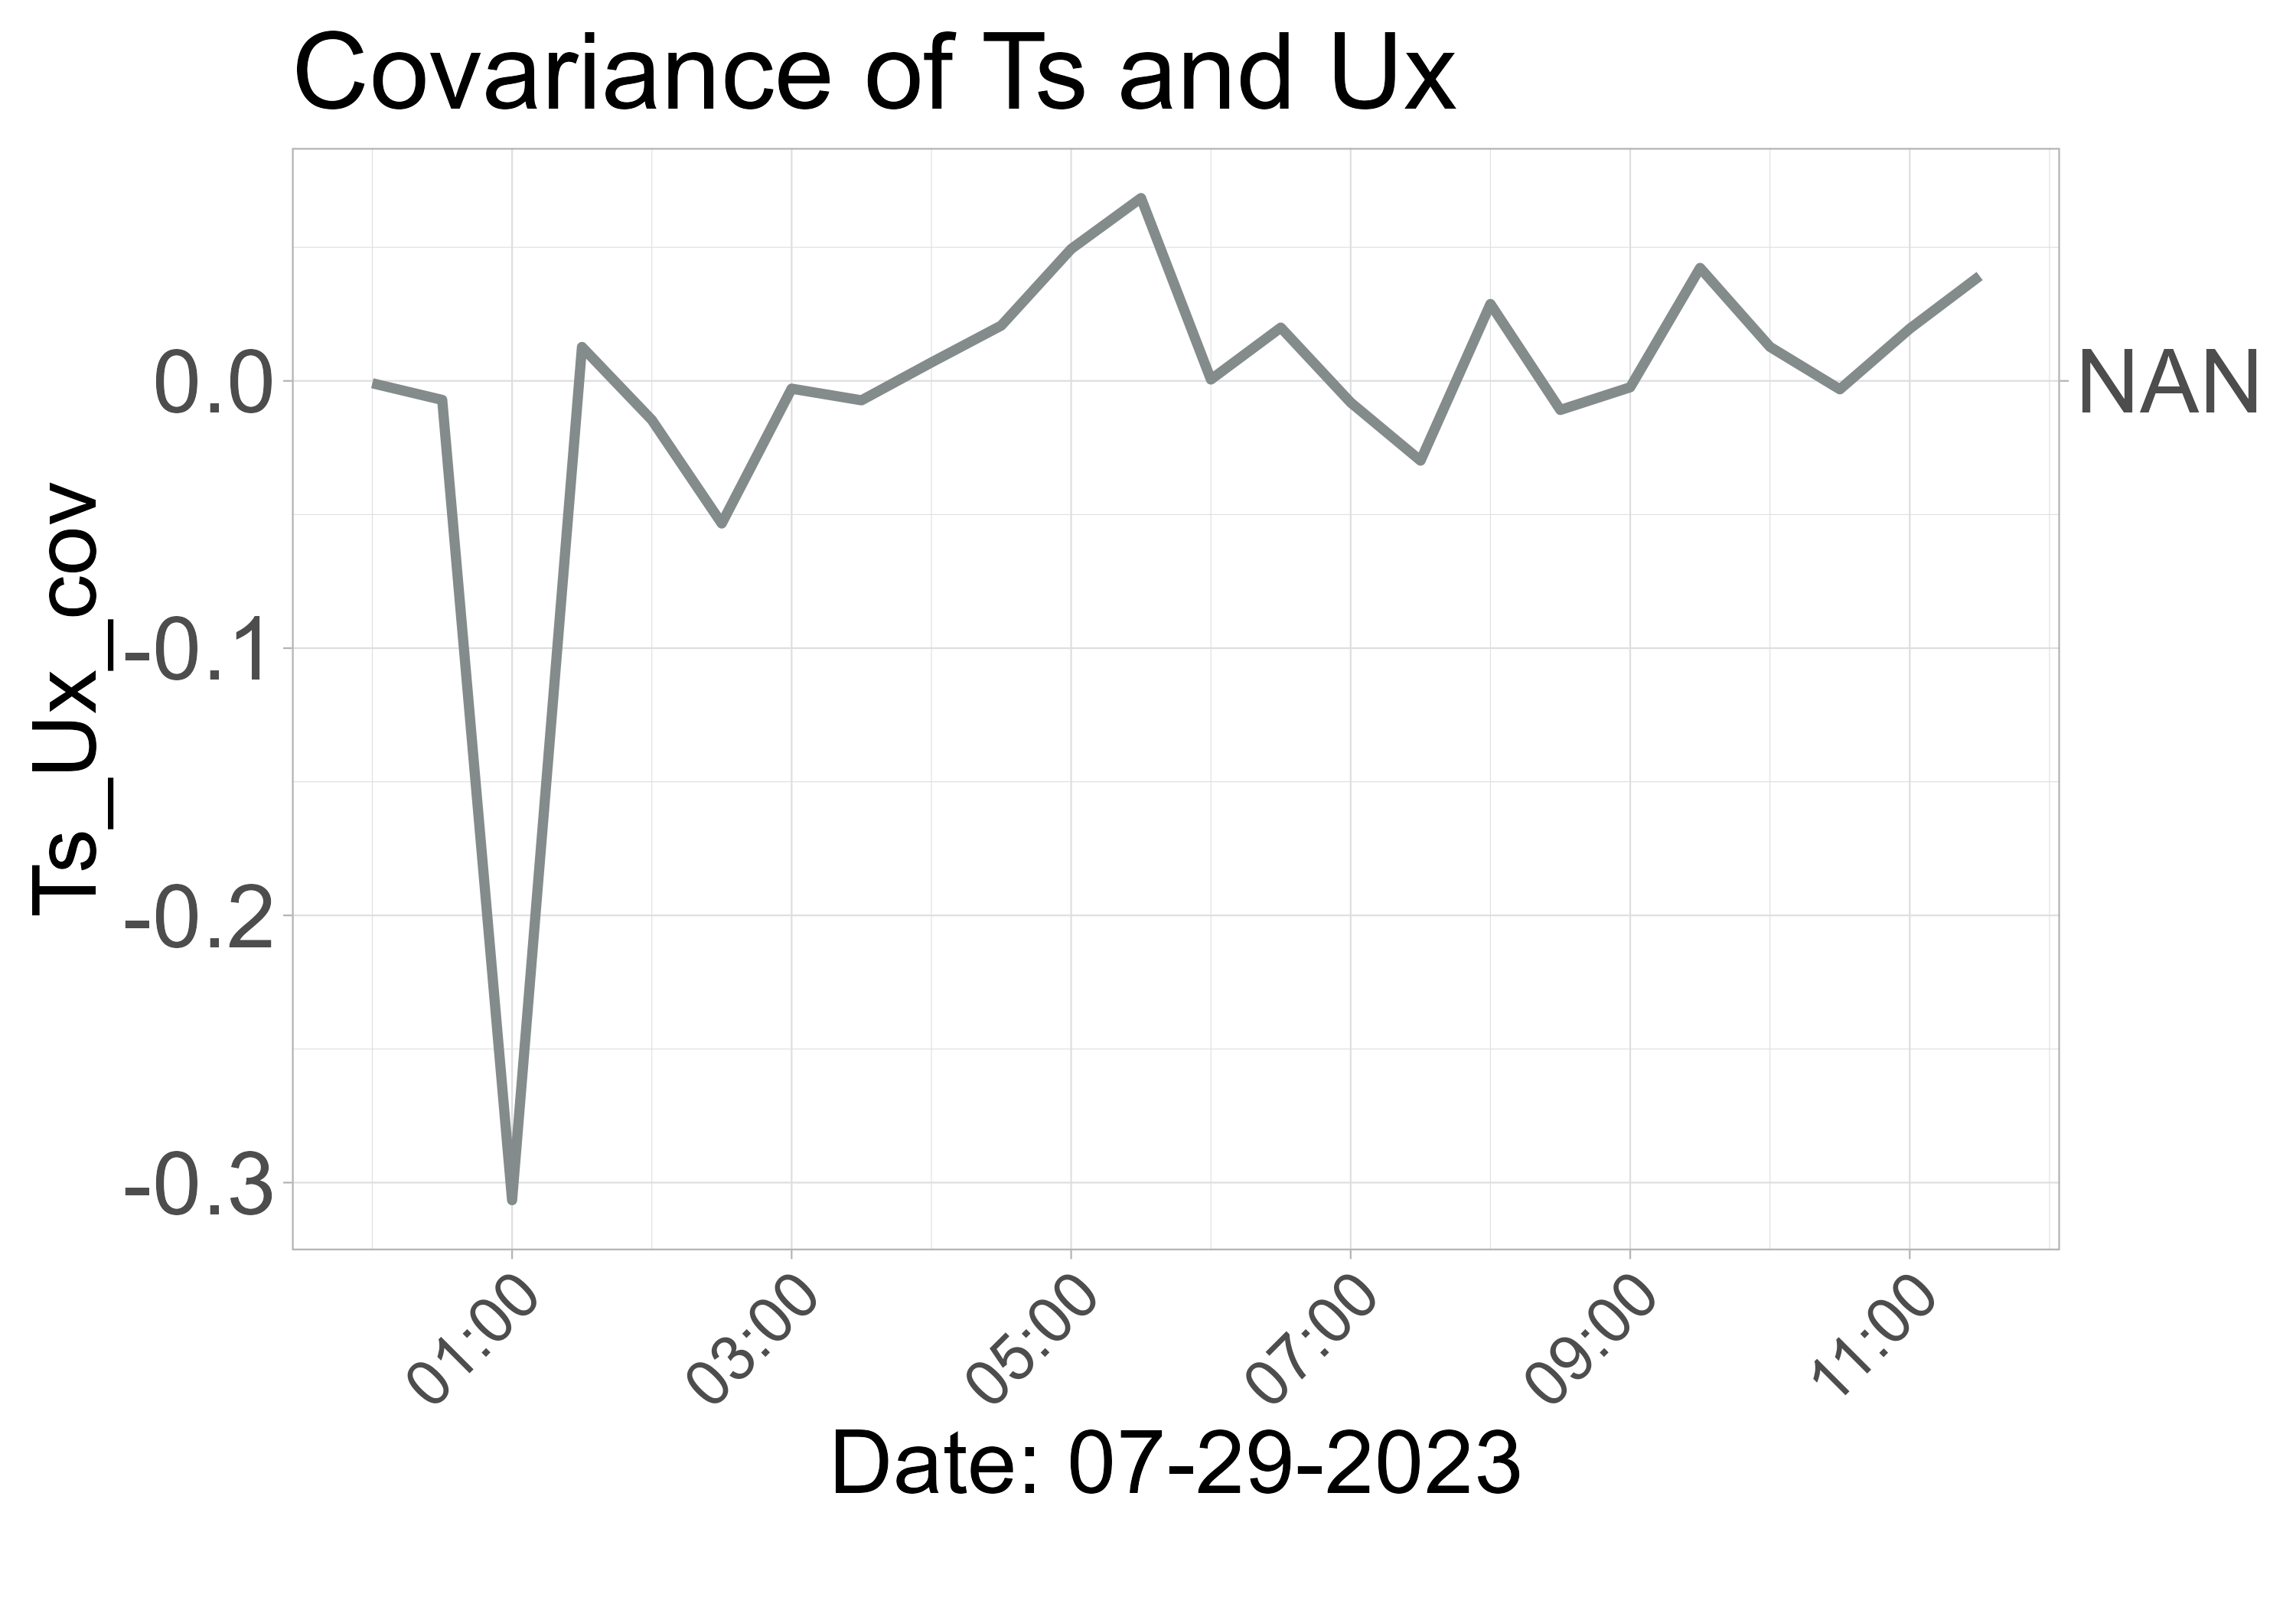 Covariance of Ts and Ux
Ts_Ux_cov
0.0
-0.1
-0.2
-0.3
NAN
01:00
03:00
05:00
07:00
09:00
11:00
Date: 07-29-2023